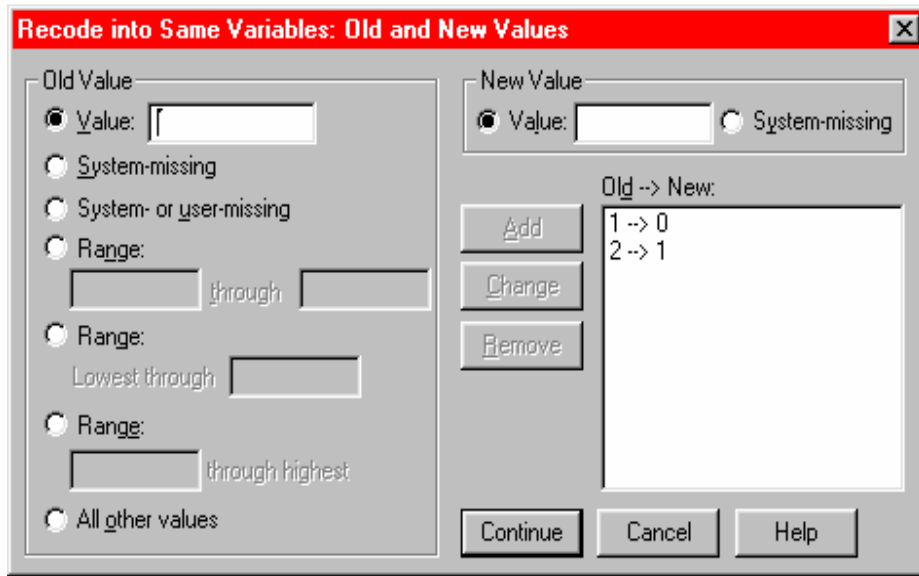 Recode into Same Variables: Old and New Values
Old Value
Value:
System-missing
System- or user-missing
Range:
through
Range:
Lowest through
Range:
through highest
All other values
New Value
Value:
System-missing
Old --> New:
1 --> 0
2 --> 1
Add
Change
Remove
Continue
Cancel
Help